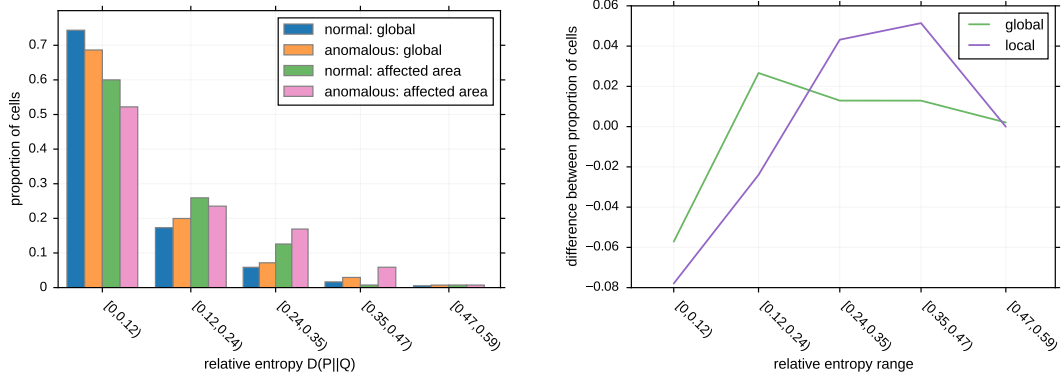 0.7
0.6
0.5
0.4
0.3
0.2
0.1
0
proportion of cells
normal: global
anomalous: global
normal: affected area
anomalous: affected area
[0,0.12)
[0.12,0.24)
[0.24,0.35)
[0.35,0.47)
[0.47,0.59)
relative entropy D(P||Q)
0.06
0.04
0.02
0.00
−0.02
−0.04
−0.06
−0.08
difference between proportion of cells
global
local
[0,0.12)
[0.12,0.24)
[0.24,0.35)
[0.35,0.47)
[0.47,0.59)
relative entropy range